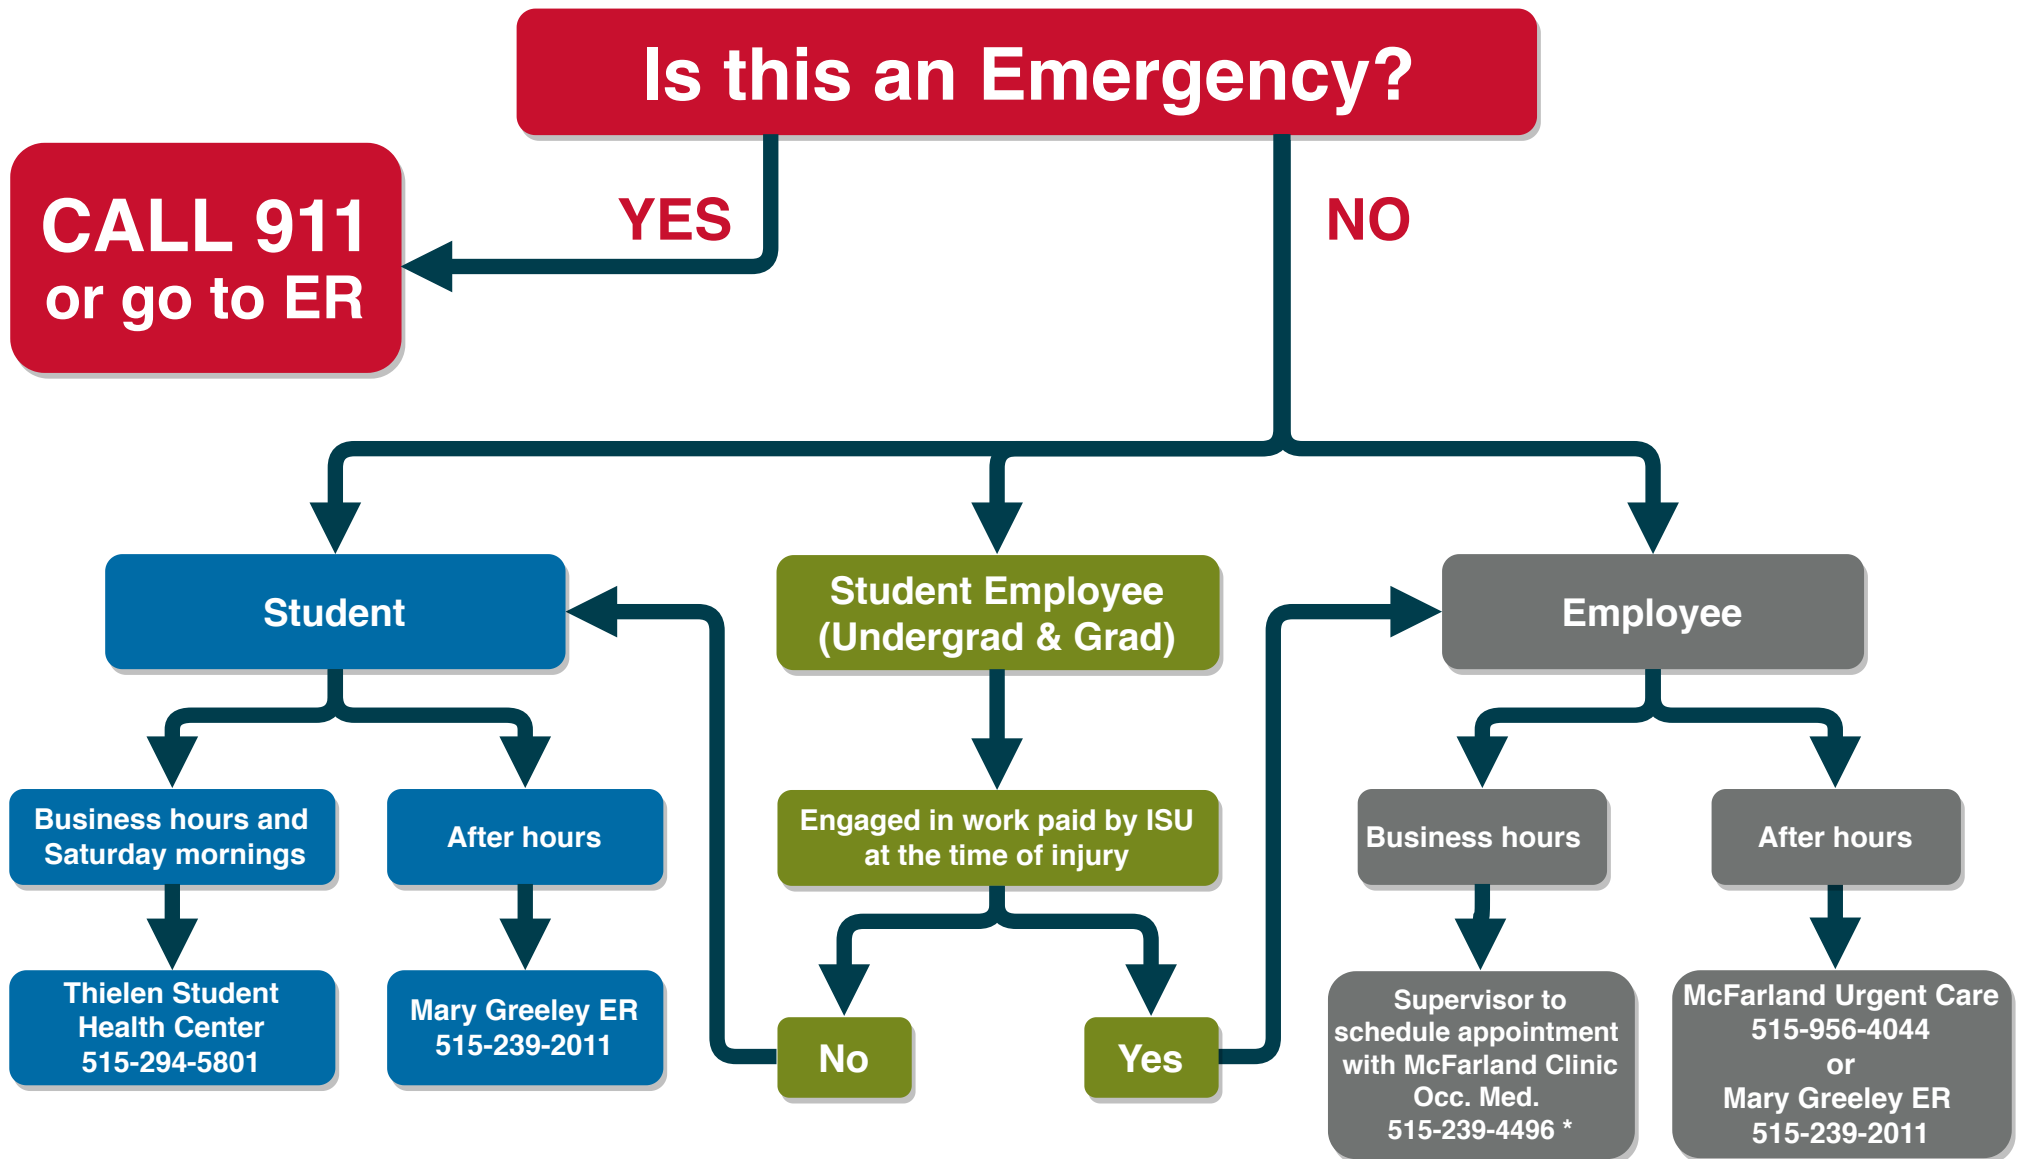 Is this an Emergency?
CALL 911
or go to ER
YES
NO
Student
Student Employee
(Undergrad & Grad)
Employee
Business hours and
Saturday mornings
After hours
Engaged in work paid by ISU
at the time of injury
Business hours
After hours
Thielen Student
Health Center
515-294-5801
Mary Greeley ER
515-239-2011
No
Yes
Supervisor to
schedule appointment
with McFarland Clinic
Occ. Med.
515-239-4496 *
McFarland Urgent Care
515-956-4044
or
Mary Greeley ER
515-239-2011